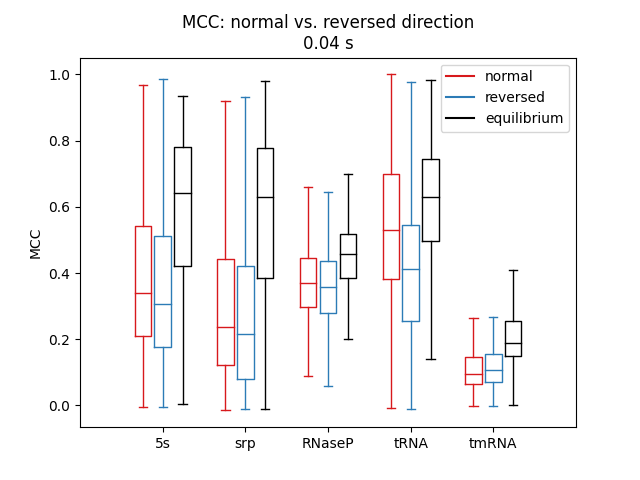 MCC: normal vs. reversed direction
0.04 s
normal
reversed
equilibrium
1.0
0.8
0.6
0.4
0.2
0.0
MCC
5s
srp
RNaseP
tRNA
tmRNA